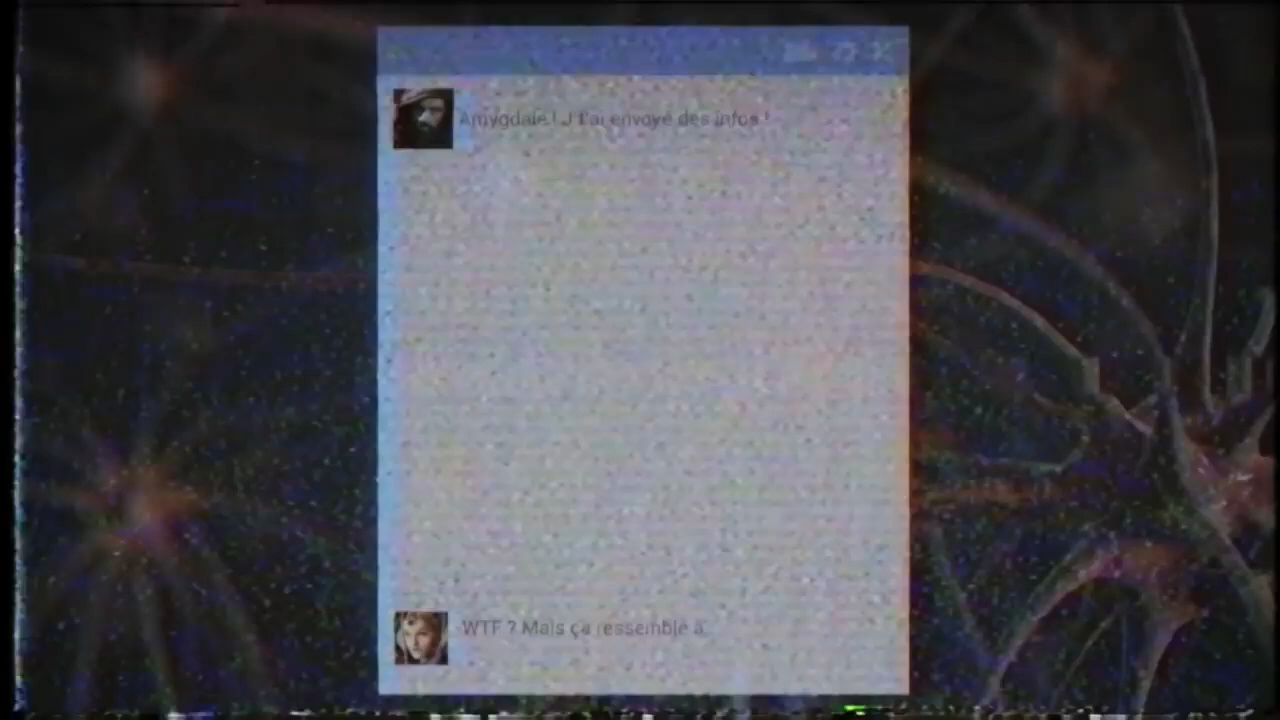 Amygdale ! J t'ai envoyé des infos !
-WTF ? Mais ça ressemble à